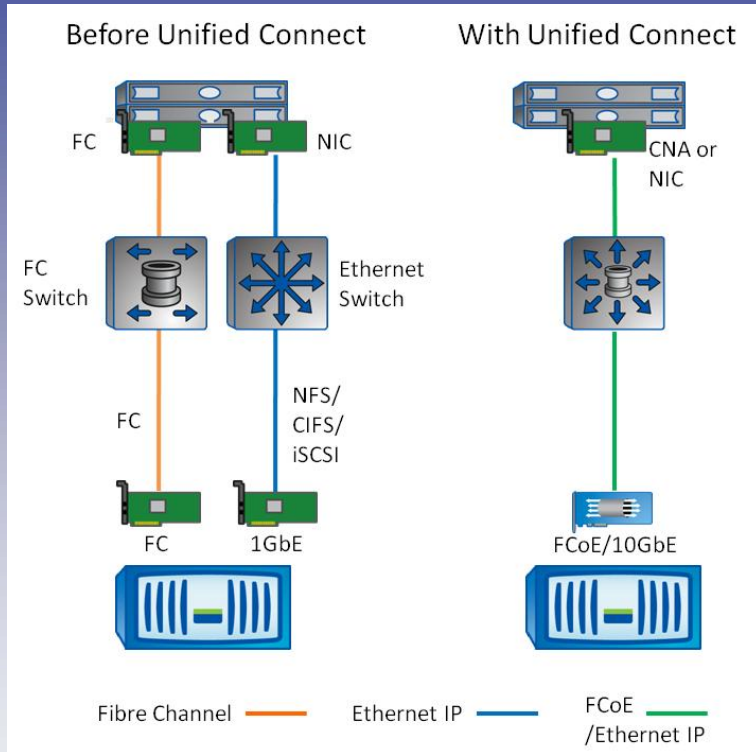 Before Unified Connect
With Unified Connect
FC
NIC
CNA or
NIC
FC
Switch
Ethernet
Switch
FC
NFS/
CIFS/
iSCSI
FC
1GbE
FCoE/10GbE
Fibre Channel
Ethernet IP
FCoE
/Ethernet IP